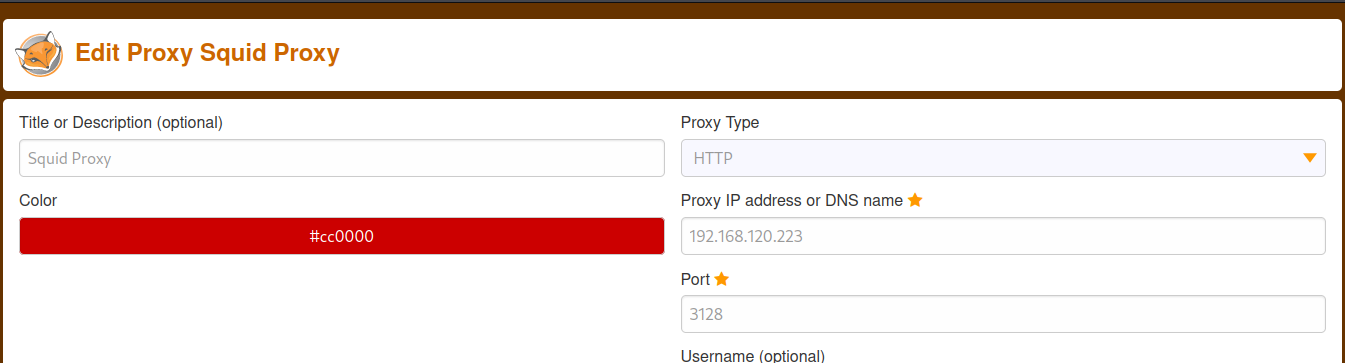 Edit Proxy Squid Proxy
Title or Description (optional)
Squid Proxy
Color
#cc0000
Proxy Type
HTTP
Proxy IP address or DNS name
192.168.120.223
Port
3128
Username (optional)